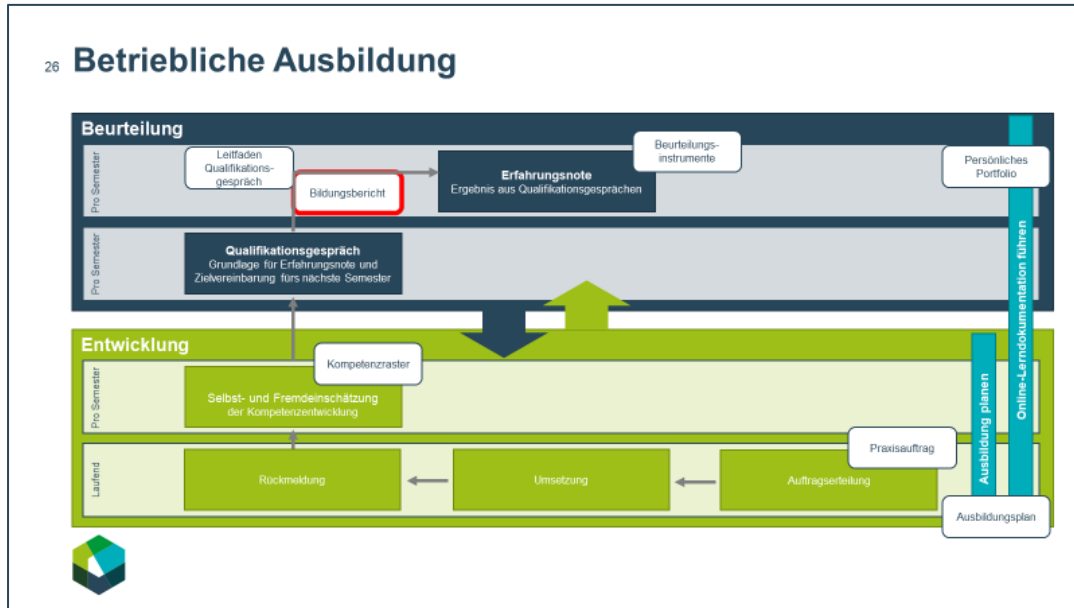 26 Betriebliche Ausbildung
Beurteilung
Pro Semester
Leitfaden
Qualifikations-
gespräch
Bildungsbericht
Erfahrungsnote
Ergebnis aus Qualifikationsgesprächen
Beurteilungs-
instrumente
Persönliches
Portfolio
Pro Semester
Qualifikationsgespräch
Grundlage für Erfahrungsnote und
Zielvereinbarung fürs nächste Semester
Online-Lerndokumentation führen
Entwicklung
Pro Semester
Kompetenzraster
Selbst- und Fremdeinschätzung
der Kompetenzentwicklung
Ausbildung planen
Laufend
Rückmeldung
Umsetzung
Auftragserteilung
Praxisauftrag
Ausbildungsplan